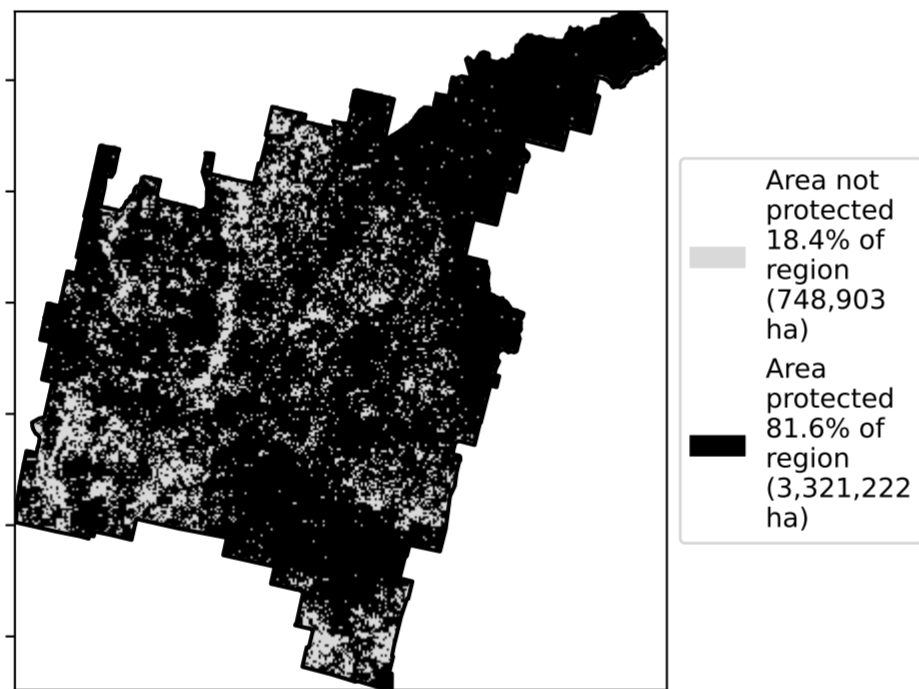 Area not
protected
18.4% of
region
(748,903
ha)
Area
protected
81.6% of
region
(3,321,222
ha)